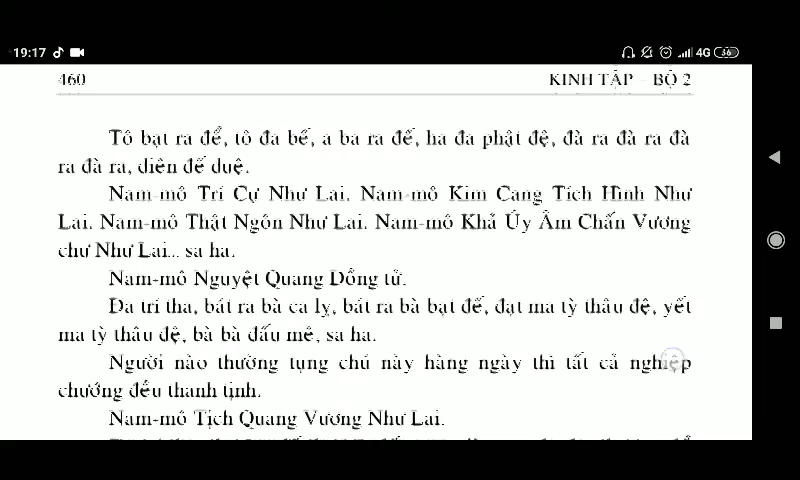 19:17
4G 56
460 KINH TẬP – BỘ 2
Tô bạt ra để, tô đa bế, a ba ra đế, ha đa phật đệ, đà ra đà ra đà
ra đà ra, diên đế duệ.
Nam-mô Trí Cự Như Lai. Nam-mô Kim Cang Tích Hình Như
Lai. Nam-mô Thật Ngôn Như Lai. Nam-mô Khả Úy Âm Chấn Vương
chư Như Lai... sa ha.
Nam-mô Nguyệt Quang Đồng tử.
Đa trí tha, bát ra bà ca lỵ, bát ra bà bạt đế, đạt ma tỳ thâu đệ, yết
ma tỳ thâu đệ, bà bà đấu mê, sa ha.
Người nào thường tụng chú này hàng ngày thì tất cả nghiệp
chướng đều thanh tịnh.
Nam-mô Tịch Quang Vương Như Lai.